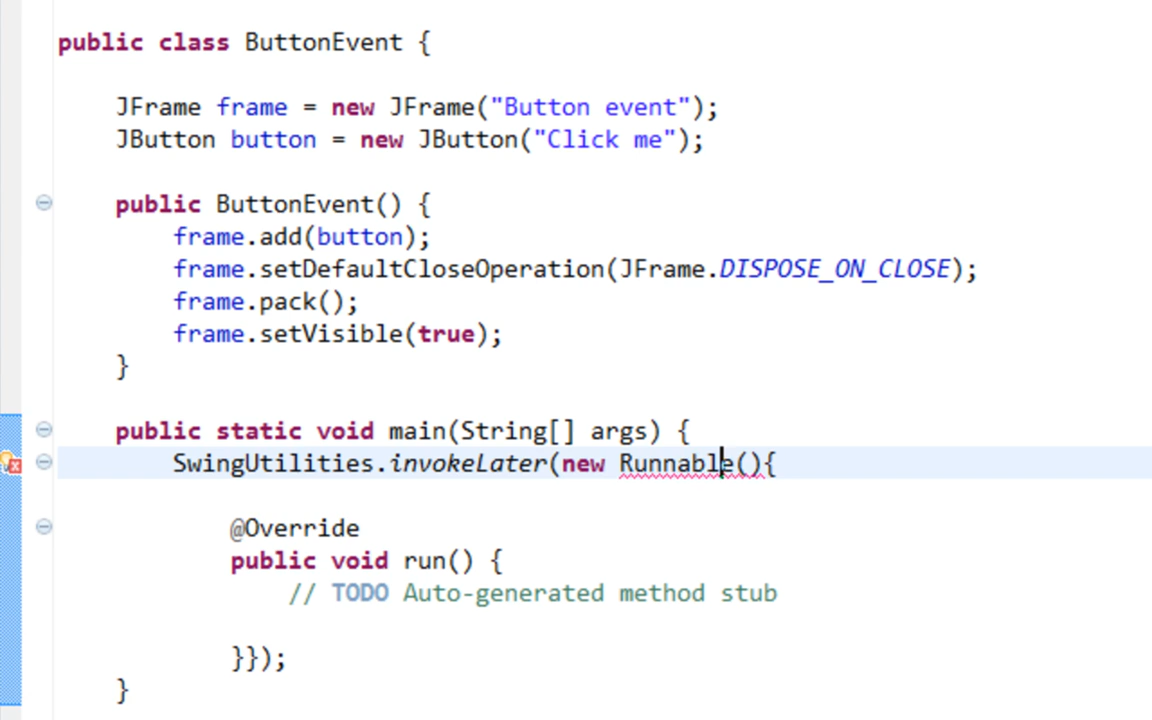 public class ButtonEvent {
JFrame frame = new JFrame("Button event");
JButton button = new JButton("Click me");
public ButtonEvent() {
frame.add(button);
frame.setDefaultCloseOperation(JFrame.DISPOSE_ON_CLOSE);
frame.pack();
frame.setVisible(true);
}
public static void main(String[] args) {
SwingUtilities.invokeLater(new Runnable(){
@Override
public void run() {
// TODO Auto-generated method stub
}});
}